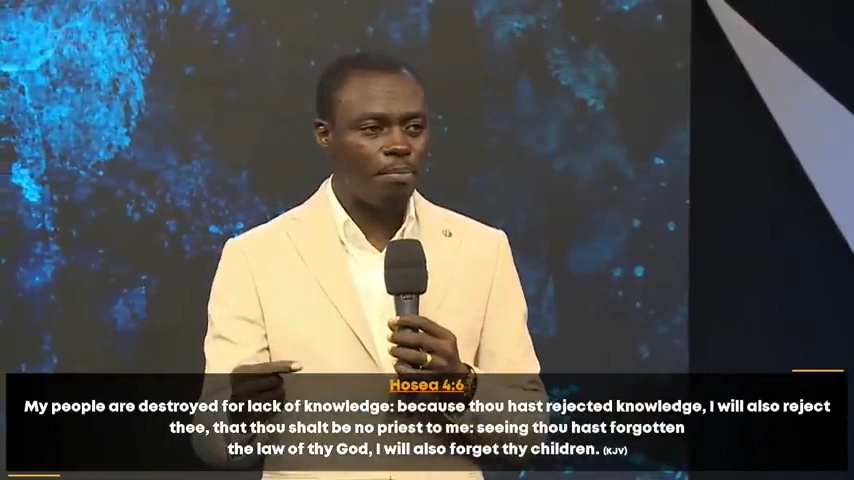 Hosea 4:6
My people are destroyed for lack of knowledge: because thou hast rejected knowledge, I will also reject
thee, that thou shalt be no priest to me: seeing thou hast forgotten
the law of thy God, I will also forget thy children. (KJV)